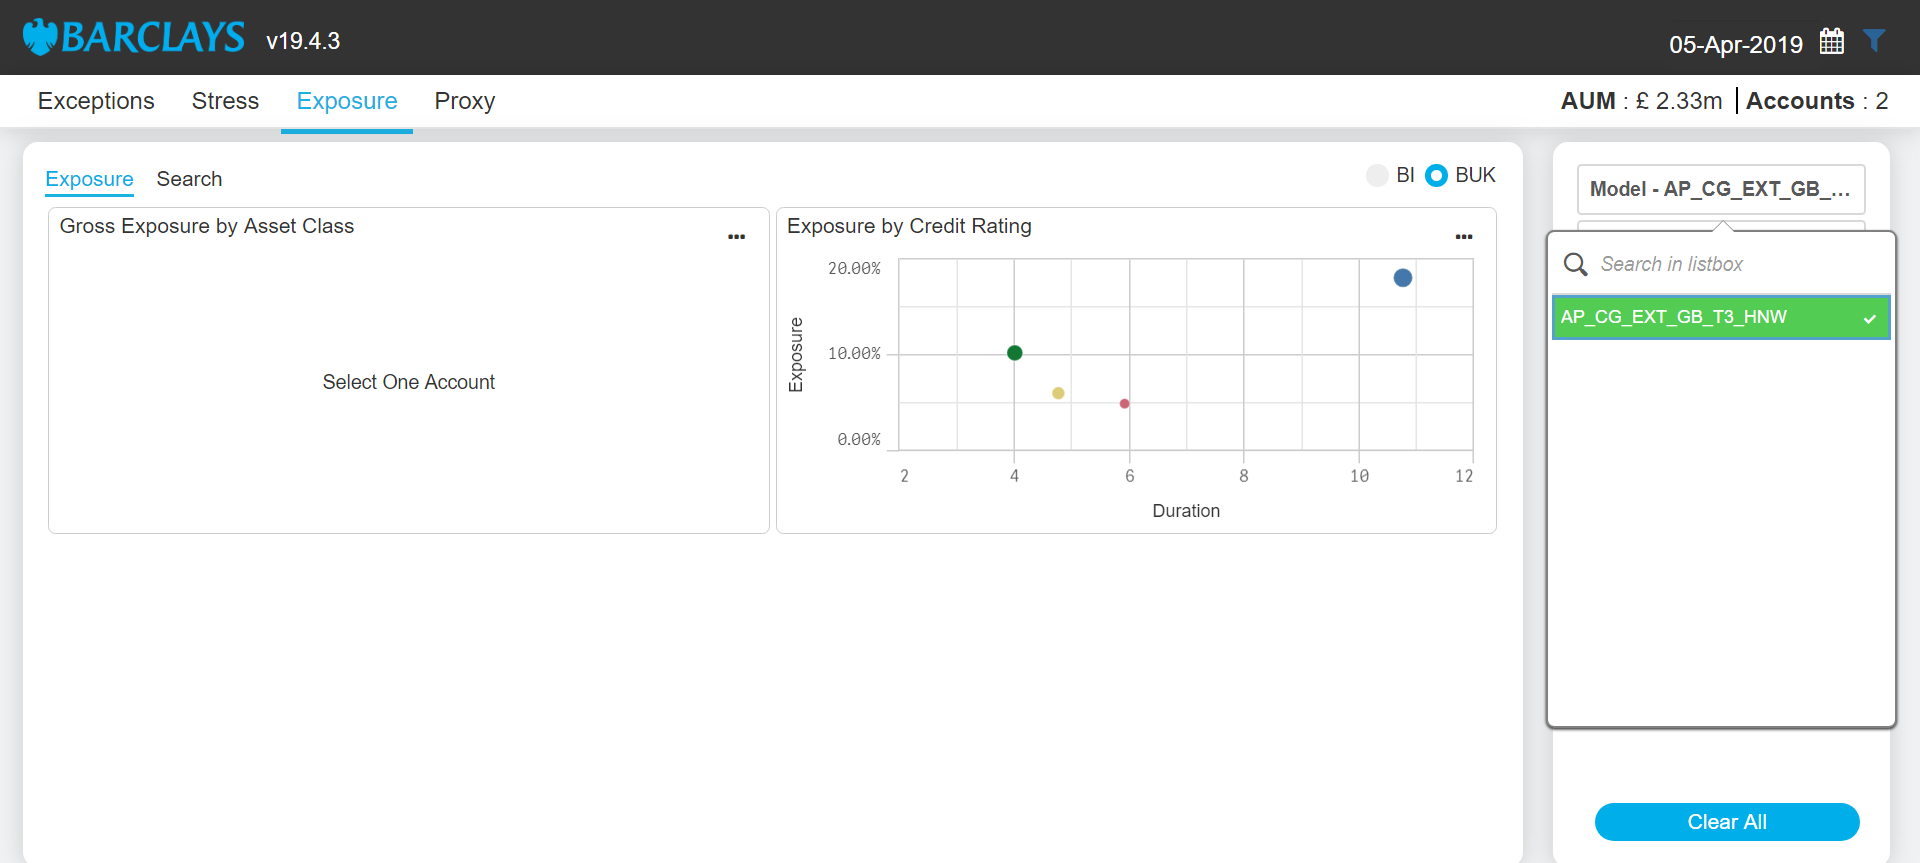 BARCLAYS v19.4.3
05-Apr-2019
Exceptions Stress Exposure Proxy
AUM : £ 2.33m Accounts : 2
Exposure Search
BI BUK
Model - AP_CG_EXT_GB_...
Gross Exposure by Asset Class
...
Select One Account
Exposure by Credit Rating
...
20.00%
10.00%
0.00%
Exposure
2 4 6 8 10 12
Duration
Search in listbox
AP_CG_EXT_GB_T3_HNW
Clear All